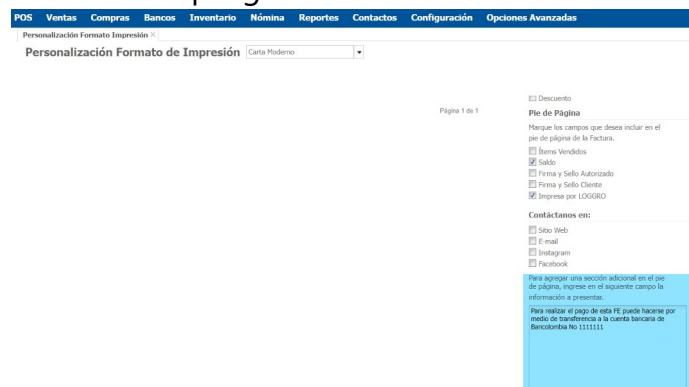 POS Ventas Compras Bancos Inventario Nómina Reportes Contactos Configuración Opciones Avanzadas
Personalización Formato Impresión ×
Personalización Formato de Impresión Carta Moderno
Descuento
Página 1 de 1
Pie de Página
Marque los campos que desea incluir en el
pie de página de la Factura.
Ítems Vendidos
Saldo
Firma y Sello Autorizado
Firma y Sello Cliente
Impresa por LOGGRO
Contáctanos en:
Sitio Web
E-mail
Instagram
Facebook
Para agregar una sección adicional en el pie
de página, ingrese en el siguiente campo la
información a presentar.
Para realizar el pago de esta FE puede hacerse por
medio de transferencia a la cuenta bancaria de
Bancolombia No 1111111